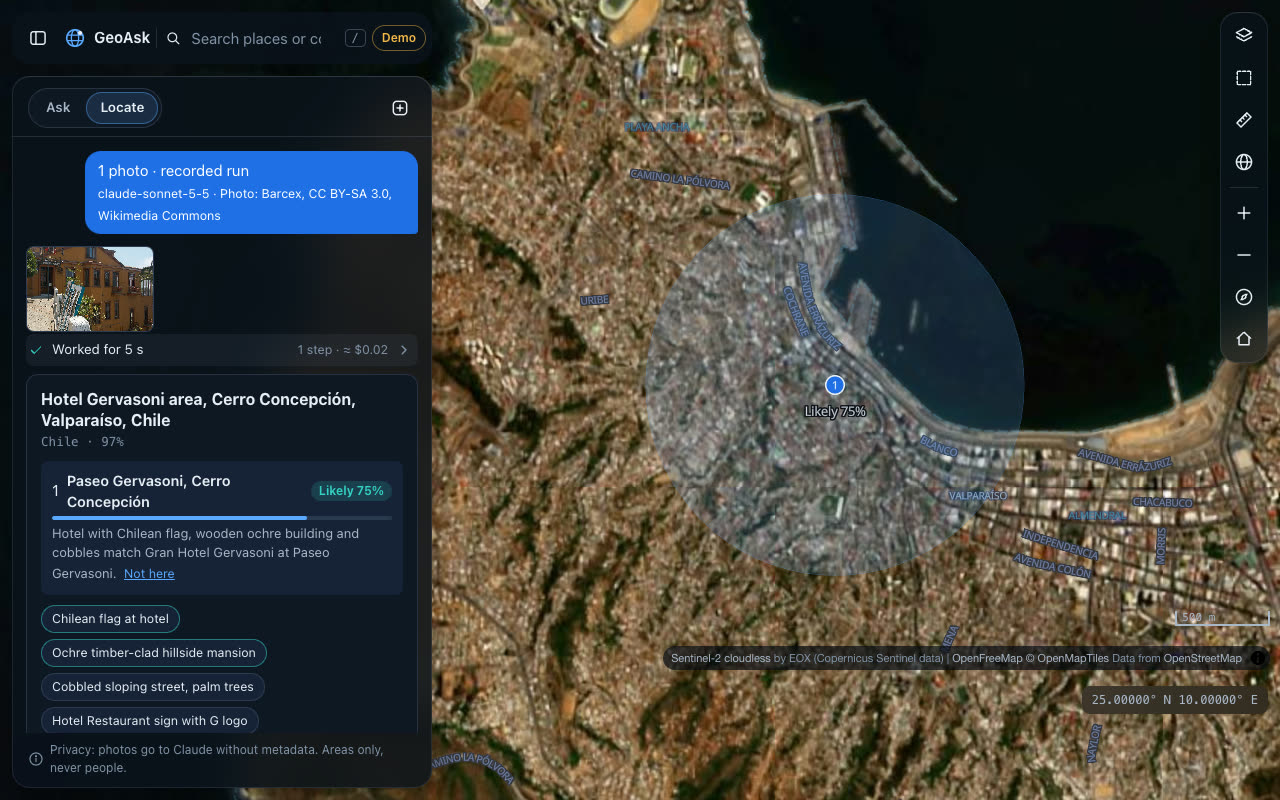 GeoAsk
Search places or co
/
Demo
Ask
Locate
1 photo · recorded run
claude-sonnet-5-5 · Photo: Barcex, CC BY-SA 3.0,
Wikimedia Commons
Worked for 5 s
1 step · ≈ $0.02
Hotel Gervasoni area, Cerro Concepción,
Valparaíso, Chile
Chile · 97%
1
Paseo Gervasoni, Cerro
Concepción
Likely 75%
Hotel with Chilean flag, wooden ochre building and
cobbles match Gran Hotel Gervasoni at Paseo
Gervasoni. Not here
Chilean flag at hotel
Ochre timber-clad hillside mansion
Cobbled sloping street, palm trees
Hotel Restaurant sign with G logo
Privacy: photos go to Claude without metadata. Areas only,
never people.
PLAYA ANCHA
CAMINO LA PÓLVORA
URIBE
AVENIDA ERRÁZURIZ
COCHRANE
1
Likely 75%
BLANCO
AVENIDA ERRÁZURIZ
VALPARAÍSO
CHACABUCO
ALMENDRAL
INDEPENDENCIA
MORRIS
AVENIDA COLÓN
500 m
ENA
Sentinel-2 cloudless by EOX (Copernicus Sentinel data) | OpenFreeMap © OpenMapTiles Data from OpenStreetMap
25.00000° N 10.00000° E
NAYLOR
MINO LA PÓLVORA